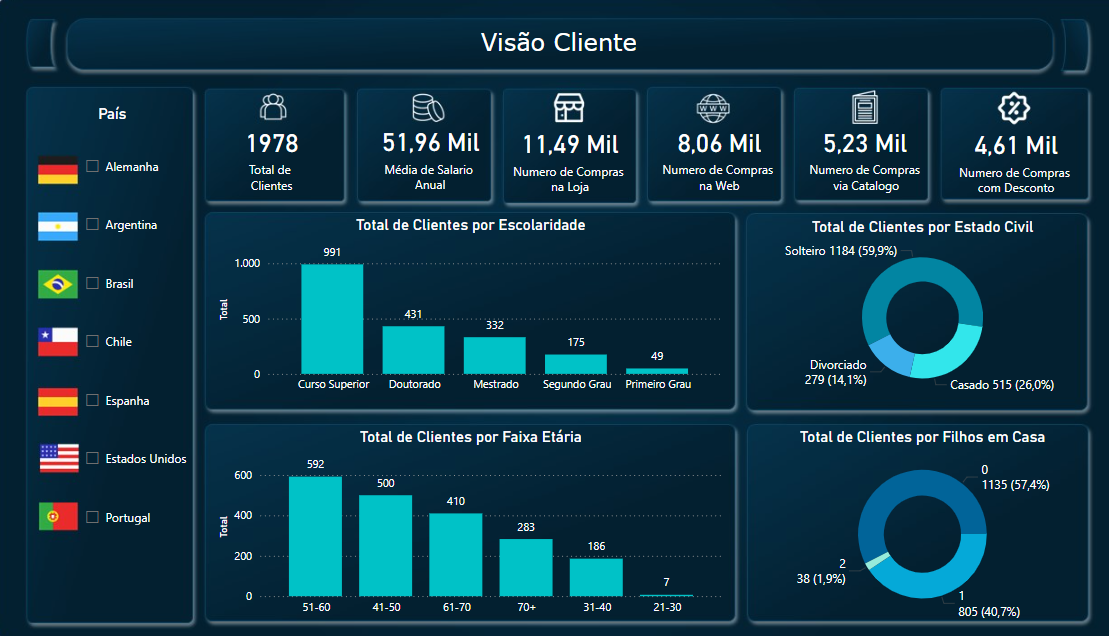 Visão Cliente
País
Alemanha
Argentina
Brasil
Chile
Espanha
Estados Unidos
Portugal
1978
Total de
Clientes
51,96 Mil
Média de Salario
Anual
11,49 Mil
Numero de Compras
na Loja
WWW
8,06 Mil
Numero de Compras
na Web
5,23 Mil
Numero de Compras
via Catalogo
%
4,61 Mil
Numero de Compras
com Desconto
Total de Clientes por Escolaridade
Total
1.000
500
0
991
431
332
175
49
Curso Superior
Doutorado
Mestrado
Segundo Grau
Primeiro Grau
Total de Clientes por Estado Civil
Solteiro 1184 (59,9%)
Divorciado
279 (14,1%)
Casado 515 (26,0%)
Total de Clientes por Faixa Etária
Total
600
400
200
0
592
500
410
283
186
7
51-60
41-50
61-70
70+
31-40
21-30
Total de Clientes por Filhos em Casa
0
1135 (57,4%)
2
38 (1,9%)
1
805 (40,7%)